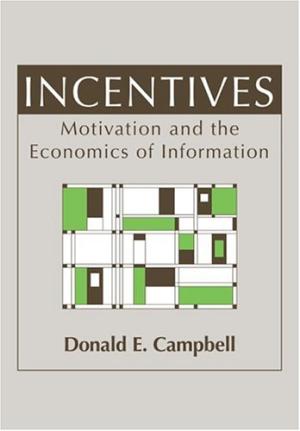 INCENTIVES
Motivation and the
Economics of Information
Donald E. Campbell